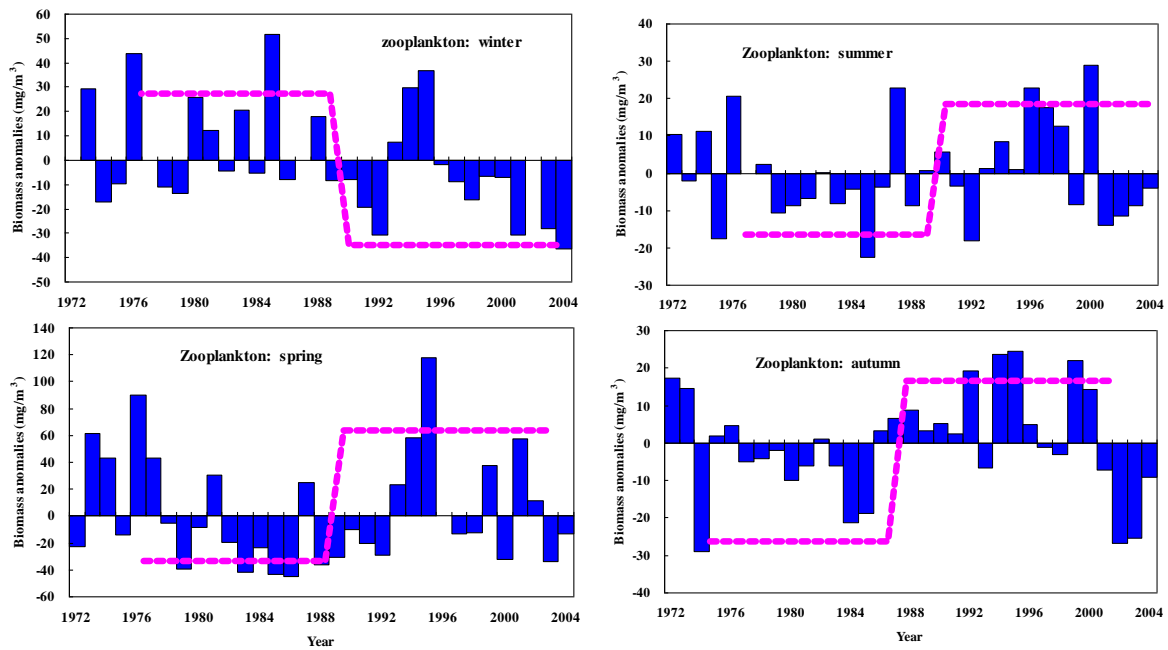 zooplankton: winter
Biomass anomalies (mg/m³)
60
50
40
30
20
10
0
-10
-20
-30
-40
-50
1972 1976 1980 1984 1988 1992 1996 2000 2004
Zooplankton: summer
Biomass anomalies (mg/m³)
40
30
20
10
0
-10
-20
-30
1972 1976 1980 1984 1988 1992 1996 2000 2004
Zooplankton: spring
Biomass anomalies (mg/m³)
140
120
100
80
60
40
20
0
-20
-40
-60
1972 1976 1980 1984 1988 1992 1996 2000 2004
Year
Zooplankton: autumn
Biomass anomalies (mg/m³)
30
20
10
0
-10
-20
-30
-40
1972 1976 1980 1984 1988 1992 1996 2000 2004
Year